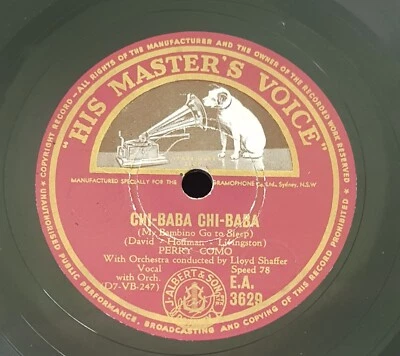 COPYRIGHT RECORD - ALL RIGHTS OF THE MANUFACTURER AND THE OWNER OF THE RECORDED WORK RESERVED
"HIS MASTER'S VOICE"
MANUFACTURED SPECIALLY FOR THE GRAMOPHONE Co. Ltd., Sydney, N.S.W
CHI-BABA CHI-BABA
(My Bambino Go to Sleep)
(David - Hoffman - Livingston)
PERRY COMO
With Orchestra conducted by Lloyd Shaffer
Vocal
with Orch.
(D7-VB-247)
Speed 78
E.A.
3629
J. ALBERT & SON
UNAUTHORISED PUBLIC PERFORMANCE, BROADCASTING AND COPYING OF THIS RECORD PROHIBITED